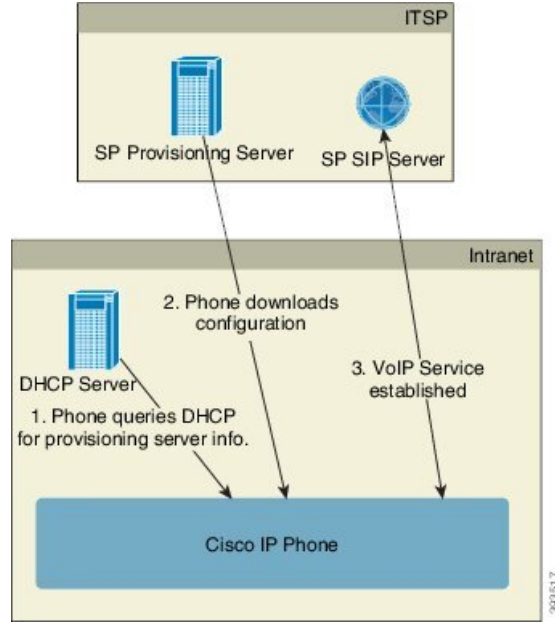 ITSP
SP Provisioning Server
SP SIP Server
Intranet
2. Phone downloads
configuration
DHCP Server
3. VoIP Service
established
1. Phone queries DHCP
for provisioning server info.
Cisco IP Phone
393517